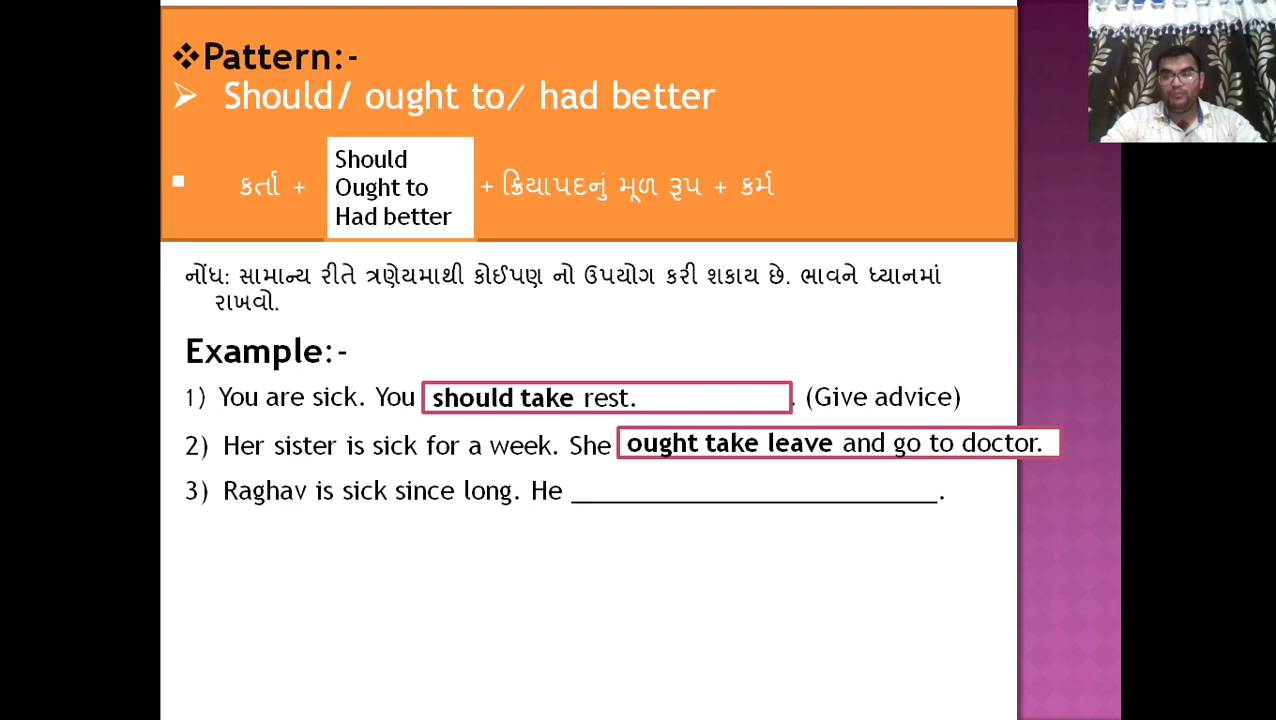 ❖Pattern:-
➢ Should/ ought to/ had better
Should
▪ કર્તા + Ought to + ક્રિયાપદનું મૂળ રૂપ + કર્મ
Had better
નોંધ: સામાન્ય રીતે ત્રણેયમાથી કોઈપણ નો ઉપયોગ કરી શકાય છે. ભાવને ધ્યાનમાં
રાખવો.
Example:-
1) You are sick. You should take rest. . (Give advice)
2) Her sister is sick for a week. She ought take leave and go to doctor.
3) Raghav is sick since long. He ____________________________.